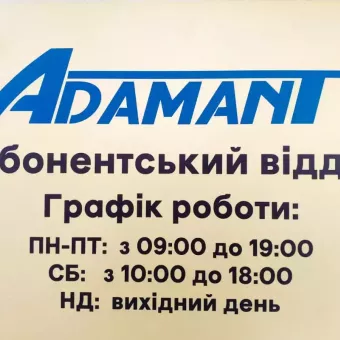 ADAMANT
бонентський відд
Графік роботи:
ПН-ПТ: з 09:00 до 19:00
СБ: з 10:00 до 18:00
НД: вихідний день